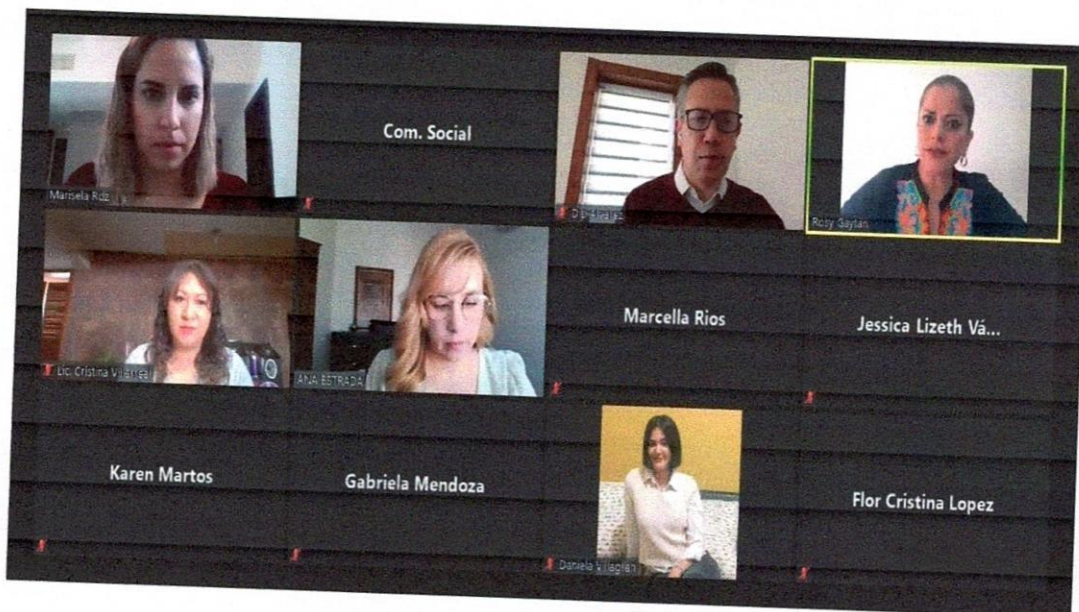 Com. Social
Marisela Ruz
Rosy Gaytan
Lic. Cristina Villarreal
ANA ESTRADA
Marcella Rios
Jessica Lizeth Vá...
Karen Martos
Gabriela Mendoza
Daniela Villagran
Flor Cristina Lopez